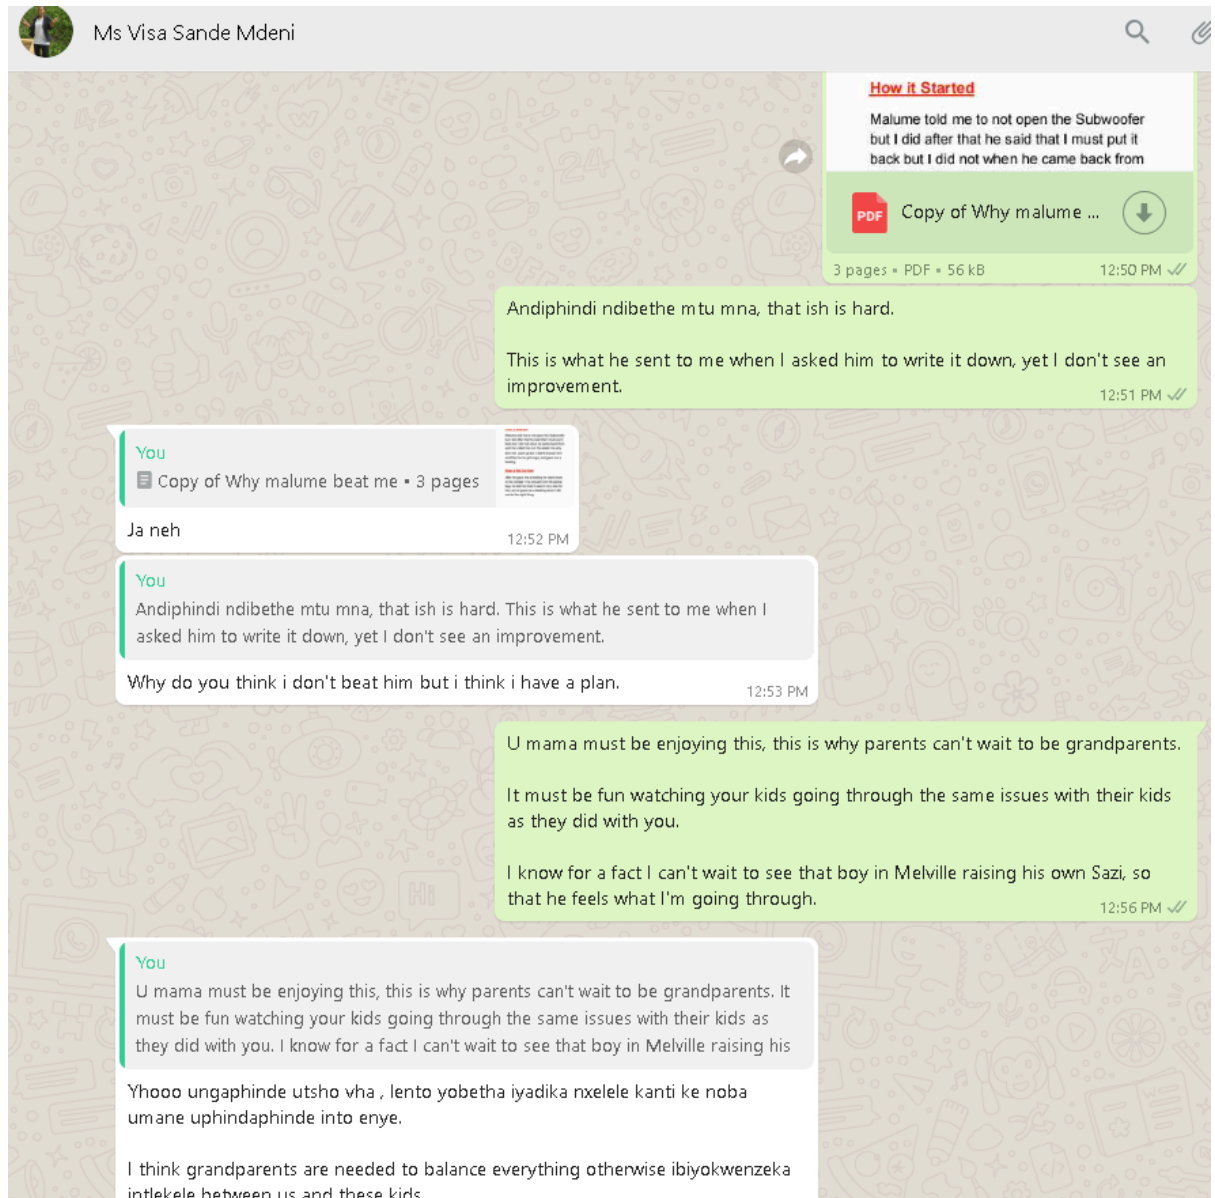 Ms Visa Sande Mdeni
How it Started
Malume told me to not open the Subwoofer
but I did after that he said that I must put it
back but I did not when he came back from
PDF
Copy of Why malume ...
3 pages • PDF • 56 kB
12:50 PM
Andiphindi ndibethe mtu mna, that ish is hard.
This is what he sent to me when I asked him to write it down, yet I don't see an
improvement.
12:51 PM
You
Copy of Why malume beat me • 3 pages
Ja neh
12:52 PM
You
Andiphindi ndibethe mtu mna, that ish is hard. This is what he sent to me when I
asked him to write it down, yet I don't see an improvement.
Why do you think i don't beat him but i think i have a plan.
12:53 PM
U mama must be enjoying this, this is why parents can't wait to be grandparents.
It must be fun watching your kids going through the same issues with their kids
as they did with you.
I know for a fact I can't wait to see that boy in Melville raising his own Sazi, so
that he feels what I'm going through.
12:56 PM
You
U mama must be enjoying this, this is why parents can't wait to be grandparents. It
must be fun watching your kids going through the same issues with their kids as
they did with you. I know for a fact I can't wait to see that boy in Melville raising his
Yhooo ungaphinde utsho vha , lento yobetha iyadika nxelele kanti ke noba
umane uphindaphinde into enye.
I think grandparents are needed to balance everything otherwise ibiyokwenzeka
intlekele between us and these kids